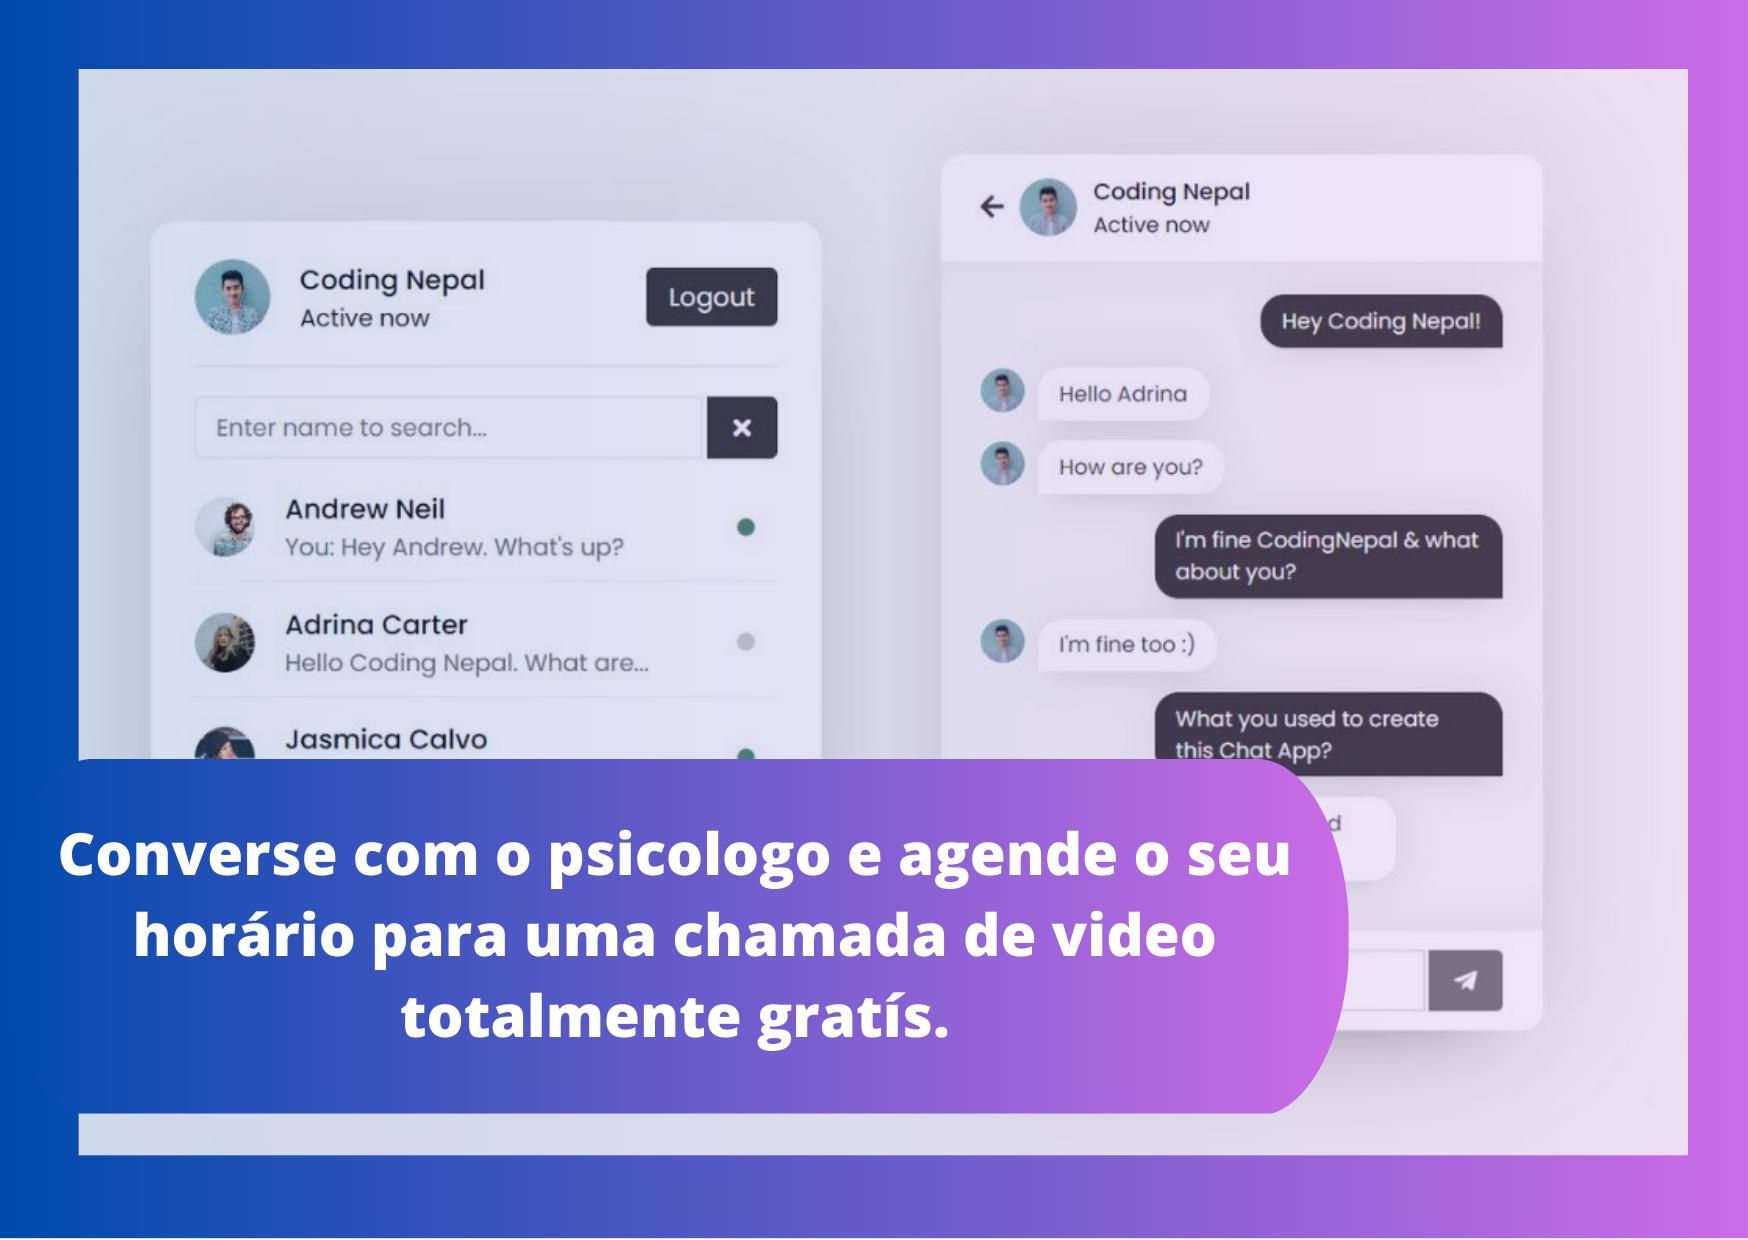 Coding Nepal
Active now
Logout
Enter name to search...
Andrew Neil
You: Hey Andrew. What's up?
Adrina Carter
Hello Coding Nepal. What are...
Jasmica Calvo
Coding Nepal
Active now
Hey Coding Nepal!
Hello Adrina
How are you?
I'm fine CodingNepal & what
about you?
I'm fine too :)
What you used to create
this Chat App?
Converse com o psicologo e agende o seu
horário para uma chamada de video
totalmente gratís.